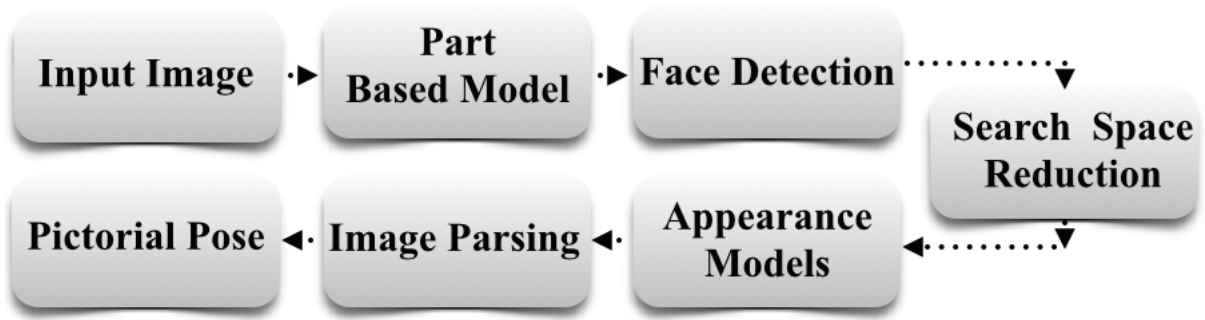 Input Image
Part
Based Model
Face Detection
Search Space
Reduction
Appearance
Models
Image Parsing
Pictorial Pose